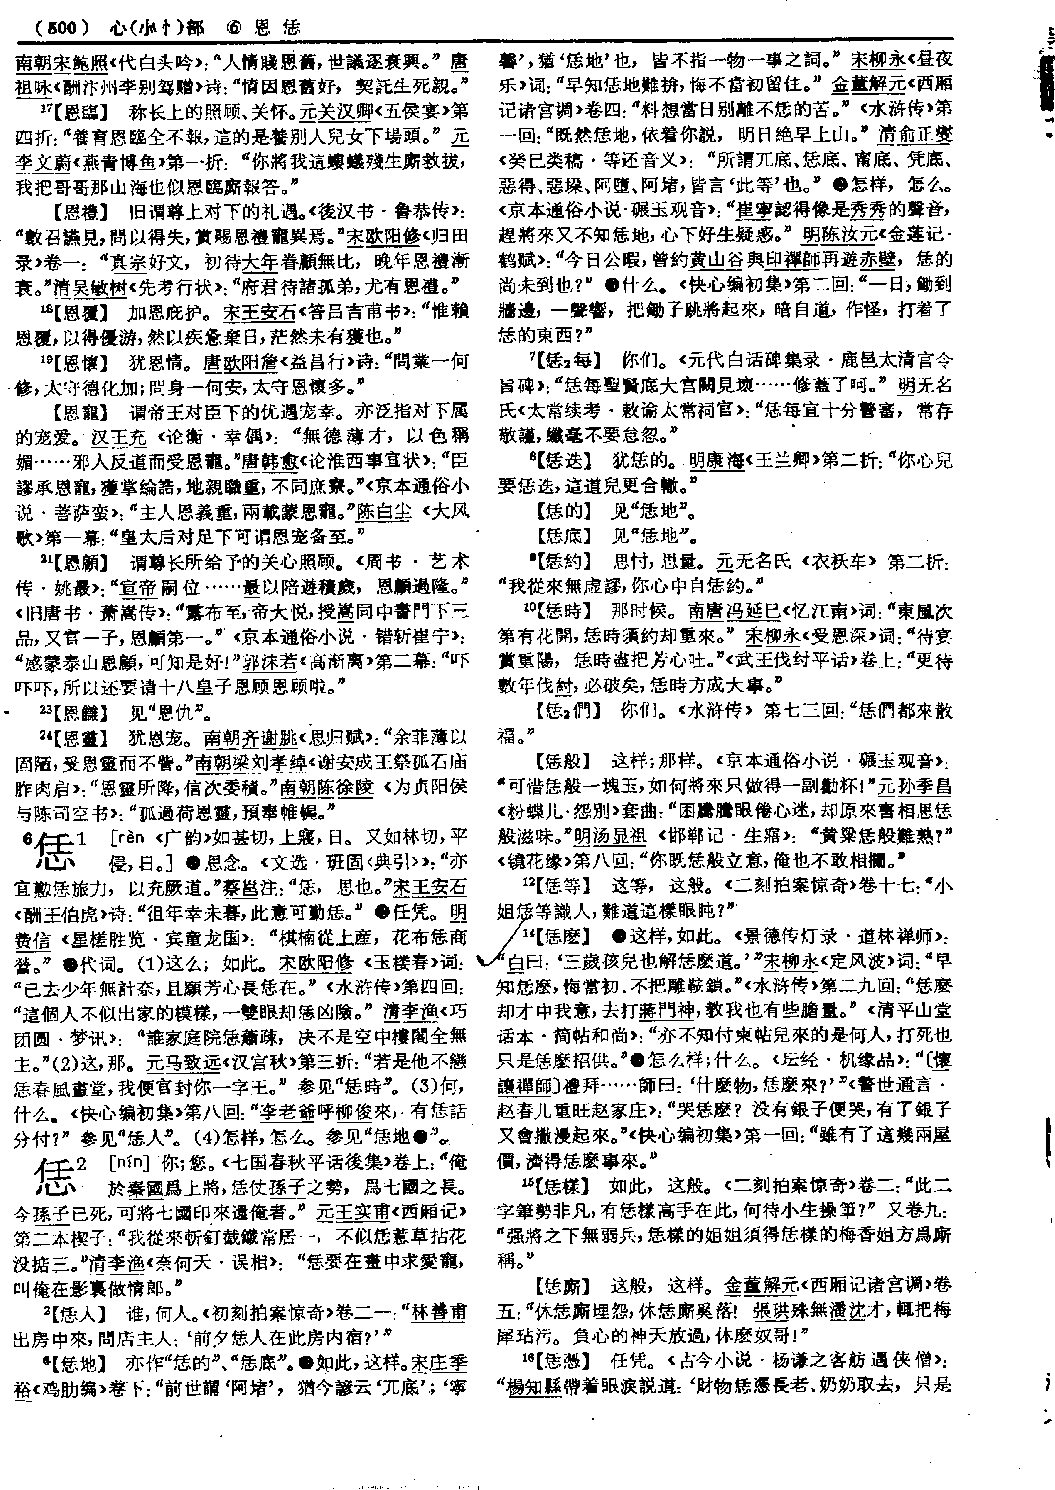 (500) 心(小忄)部 ⑥ 恩 恁
南朝宋鲍照<代白头吟>：“人情賤恩舊，世議逐衰興。”唐
祖咏<酬汴州李别驾赠>诗：“情因恩舊好，契託生死親。”
17【恩臨】 称长上的照顾、关怀。元关汉卿<五侯宴>第
四折：“養育恩臨全不報，這的是養别人兒女下場頭。” 元
李文蔚<燕青博鱼>第一折：“你將我這螻蟻殘生廝救拔，
我把哥哥那山海也似恩臨廝報答。”
【恩禮】 旧谓尊上对下的礼遇。<後汉书·鲁恭传>：
“數召讌見，問以得失，賞賜恩禮寵異焉。”宋欧阳修<归田
录>卷一：“真宗好文，初待大年眷顧無比，晚年恩禮漸
衰。”清吴敏树<先考行状>：“府君待諸孤弟，尤有恩禮。”
18【恩覆】 加恩庇护。宋王安石<答吕吉甫书>：“惟賴
恩覆，以得優游，然以疾憊棄日，茫然未有獲也。”
19【恩懷】 犹恩情。唐欧阳詹<益昌行>诗：“問業一何
修，太守德化加；問身一何安，太守恩懷多。”
【恩寵】 谓帝王对臣下的优遇宠幸。亦泛指对下属
的宠爱。汉王充<论衡·幸偶>：“無德薄才，以色稱
媚……邪人反道而受恩寵。”唐韩愈<论淮西事宜状>：“臣
謬承恩寵，獲掌綸誥，地親職重，不同庶寮。”<京本通俗小
说·菩萨蛮>：“主人恩義重，兩載蒙恩寵。”陈白尘<大风
歌>第一幕：“皇太后对足下可谓恩宠备至。”
21【恩顧】 谓尊长所给予的关心照顾。<周书·艺术
传·姚最>：“宣帝嗣位……最以陪遊積歲，恩顧過隆。”
<旧唐书·萧嵩传>：“露布至，帝大悦，授嵩同中書門下三
品，又官一子，恩顧第一。”<京本通俗小说·错斩崔宁>：
“感蒙泰山恩顧，可知是好！”郭沫若<高渐离>第二幕：“吓
吓吓，所以还要请十八皇子恩顾恩顾啦。”
23【恩讎】 见“恩仇”。
24【恩靈】 犹恩宠。南朝齐谢朓<思归赋>：“余菲薄以
固陋，受恩靈而不訾。”南朝梁刘孝绰<谢安成王祭孤石庙
胙肉启>：“恩靈所降，信次委積。”南朝陈徐陵<为贞阳侯
与陈司空书>：“孤過荷恩靈，預奉帷幄。”
6恁1 [rèn <广韵>如甚切，上寑，日。又如林切，平
侵，日。] ❶思念。<文选·班固<典引>>：“亦
宜懃恁旅力，以充厥道。”蔡邕注：“恁，思也。”宋王安石
<酬王伯虎>诗：“徂年幸未暮，此意可勤恁。” ❷任凭。明
费信<星槎胜览·宾童龙国>：“棋楠從土産，花布恁商
營。” ❸代词。(1)这么；如此。宋欧阳修<玉楼春>词：
“已去少年無計奈，且願芳心長恁在。”<水浒传>第四回：
“這個人不似出家的模樣，一雙眼却恁凶險。”清李渔<巧
团圆·梦讯>：“誰家庭院恁蕭疎，决不是空中樓閣全無
主。”(2)这，那。元马致远<汉宫秋>第三折：“若是他不戀
恁春風畫堂，我便官封你一字王。” 参见“恁時”。(3)何，
什么。<快心编初集>第八回：“李老爺呼柳俊來，有恁話
分付？” 参见“恁人”。(4)怎样，怎么。参见“恁地❷”。
恁2 [nín] 你；您。<七国春秋平话後集>卷上：“俺
於秦國爲上將，恁仗孫子之勢，爲七國之長。
今孫子已死，可將七國印來還俺者。” 元王实甫<西厢记>
第二本楔子：“我從來斬釘截鐵常居一，不似恁惹草拈花
没掂三。”清李渔<奈何天·误相>：“恁要在畫中求愛寵，
叫俺在影裏做情郎。”
2【恁人】 谁，何人。<初刻拍案惊奇>卷二一：“林善甫
出房中來，問店主人：‘前夕恁人在此房内宿？’”
6【恁地】 亦作“恁的”、“恁底”。❶如此，这样。宋庄季
裕<鸡肋编>卷下：“前世謂‘阿堵’，猶今諺云‘兀底’；‘寧
馨’，猶‘恁地’也，皆不指一物一事之詞。” 宋柳永<昼夜
乐>词：“早知恁地難拚，悔不當初留住。” 金董解元<西厢
记诸宫调>卷四：“料想當日别離不恁的苦。” <水浒传>第
一回：“既然恁地，依着你説，明日絶早上山。” 清俞正燮
<癸巳类稿·等还音义>：“所謂兀底、恁底、甯底、凭底、
惡得、惡垛、阿墮、阿堵，皆言‘此等’也。” ❷怎样，怎么。
<京本通俗小说·碾玉观音>：“崔寧認得像是秀秀的聲音，
趕將來又不知恁地，心下好生疑惑。” 明陈汝元<金莲记·
鹤赋>：“今日公暇，曾約黄山谷與印禪師再遊赤壁，恁的
尚未到也？” ❸什么。<快心编初集>第二回：“一日，鋤到
牆邊，一聲響，把鋤子跳將起來，暗自道，作怪，打着了
恁的東西？”
7【恁₂每】 你们。<元代白话碑集录·鹿邑太清宫令
旨碑>：“恁每聖賢底大宫闕見壞……修蓋了呵。” 明无名
氏<太常续考·敕谕太常祠官>：“恁每宜十分警審，常存
敬謹，纖毫不要怠忽。”
8【恁迭】 犹恁的。明康海<王兰卿>第二折：“你心兒
要恁迭，這道兒更合轍。”
【恁的】 见“恁地”。
【恁底】 见“恁地”。
9【恁約】 思忖，思量。元无名氏<衣袄车>第二折：
“我從來無虚謬，你心中自恁約。”
10【恁時】 那时候。南唐冯延巳<忆江南>词：“東風次
第有花開，恁時須約却重來。” 宋柳永<受恩深>词：“待宴
賞重陽，恁時盡把芳心吐。”<武王伐纣平话>卷上：“更待
數年伐紂，必破矣，恁時方成大事。”
【恁₂們】 你们。<水浒传>第七三回：“恁們都來散
福。”
【恁般】 这样；那样。<京本通俗小说·碾玉观音>：
“可惜恁般一塊玉，如何將來只做得一副勸杯！”元孙季昌
<粉蝶儿·怨别>套曲：“困騰騰眼倦心迷，却原來害相思恁
般滋味。”明汤显祖<邯郸记·生寤>：“黄粱恁般難熟？”
<镜花缘>第八回：“你既恁般立意，俺也不敢相攔。”
12【恁等】 这等，这般。<二刻拍案惊奇>卷十七：“小
姐恁等識人，難道這樣眼盹？”
14【恁麽】 ❶这样，如此。<景德传灯录·道林禅师>：
“白曰：‘三歲孩兒也解恁麽道。’”宋柳永<定风波>词：“早
知恁麽，悔當初、不把雕鞍鎖。”<水浒传>第二九回：“恁麽
却才中我意，去打蔣門神，教我也有些膽量。” <清平山堂
话本·简帖和尚>：“亦不知付柬帖兒來的是何人，打死也
只是恁麽招供。”❷怎么样；什么。<坛经·机缘品>：“〔懷
讓禪師〕禮拜……師曰：‘什麽物，恁麽來？’”<警世通言·
赵春儿重旺赵家庄>：“哭恁麽？没有銀子便哭，有了銀子
又會撒漫起來。”<快心编初集>第一回：“雖有了這幾兩屋
價，濟得恁麽事來。”
15【恁樣】 如此，这般。<二刻拍案惊奇>卷二：“此二
字筆勢非凡，有恁樣高手在此，何待小生操筆？” 又卷九：
“强將之下無弱兵，恁樣的姐姐須得恁樣的梅香姐方爲廝
稱。”
【恁廝】 这般，这样。金董解元<西厢记诸宫调>卷
五：“休恁廝埋怨，休恁廝奚落！張珙殊無潘沈才，輒把梅
犀玷污。負心的神天放過，休麽奴哥！”
16【恁憑】 任凭。<古今小说·杨谦之客舫遇侠僧>：
“楊知縣帶着眼淚説道：‘財物恁憑長老、奶奶取去，只是